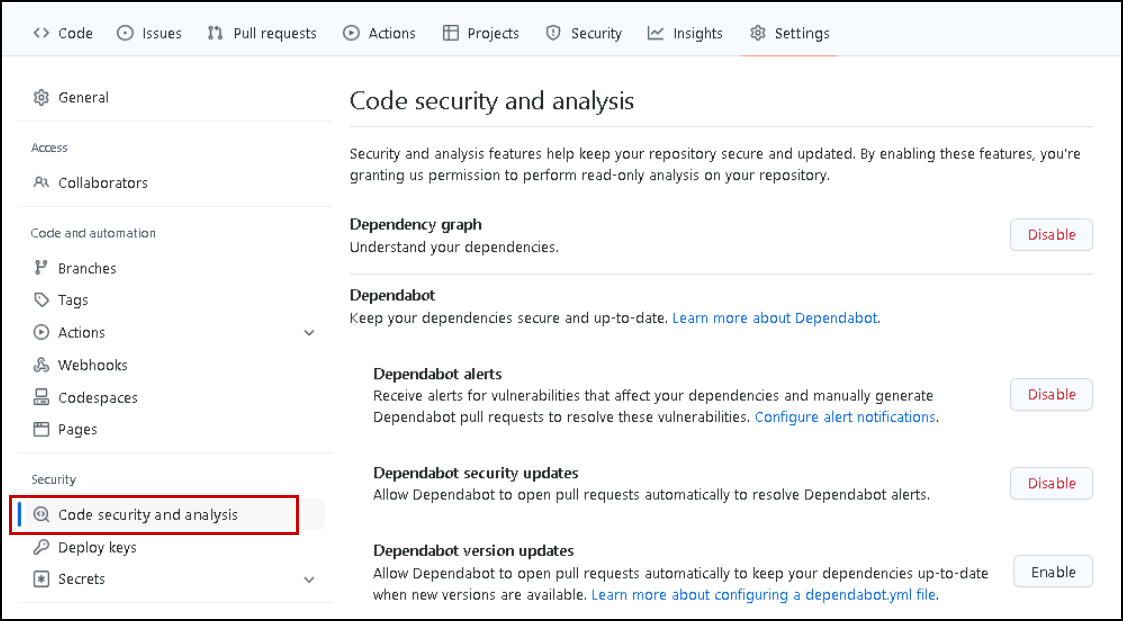 Code Issues Pull requests Actions Projects Security Insights Settings
General
Access
Collaborators
Code and automation
Branches
Tags
Actions
Webhooks
Codespaces
Pages
Security
Code security and analysis
Deploy keys
Secrets
Code security and analysis
Security and analysis features help keep your repository secure and updated. By enabling these features, you're
granting us permission to perform read-only analysis on your repository.
Dependency graph
Understand your dependencies.
Disable
Dependabot
Keep your dependencies secure and up-to-date. Learn more about Dependabot.
Dependabot alerts
Receive alerts for vulnerabilities that affect your dependencies and manually generate
Dependabot pull requests to resolve these vulnerabilities. Configure alert notifications.
Disable
Dependabot security updates
Allow Dependabot to open pull requests automatically to resolve Dependabot alerts.
Disable
Dependabot version updates
Allow Dependabot to open pull requests automatically to keep your dependencies up-to-date
when new versions are available. Learn more about configuring a dependabot.yml file.
Enable